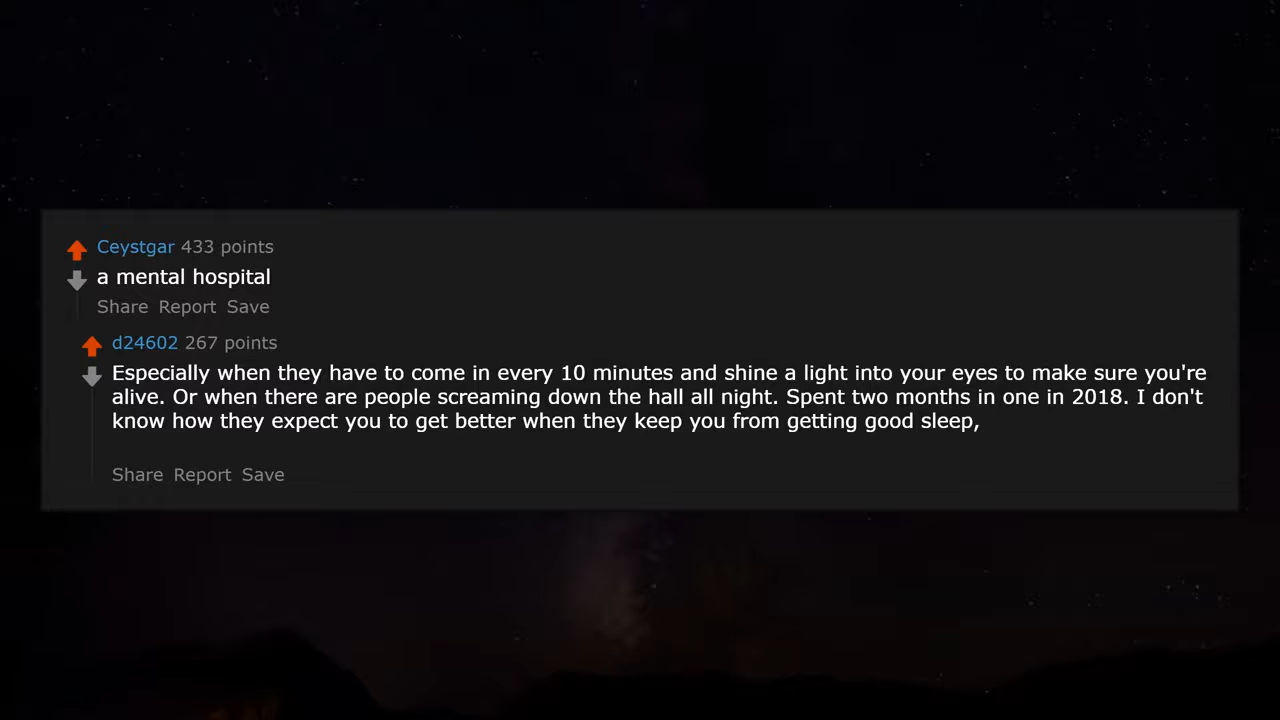 Ceystgar 433 points
a mental hospital
Share Report Save
d24602 267 points
Especially when they have to come in every 10 minutes and shine a light into your eyes to make sure you're
alive. Or when there are people screaming down the hall all night. Spent two months in one in 2018. I don't
know how they expect you to get better when they keep you from getting good sleep,
Share Report Save